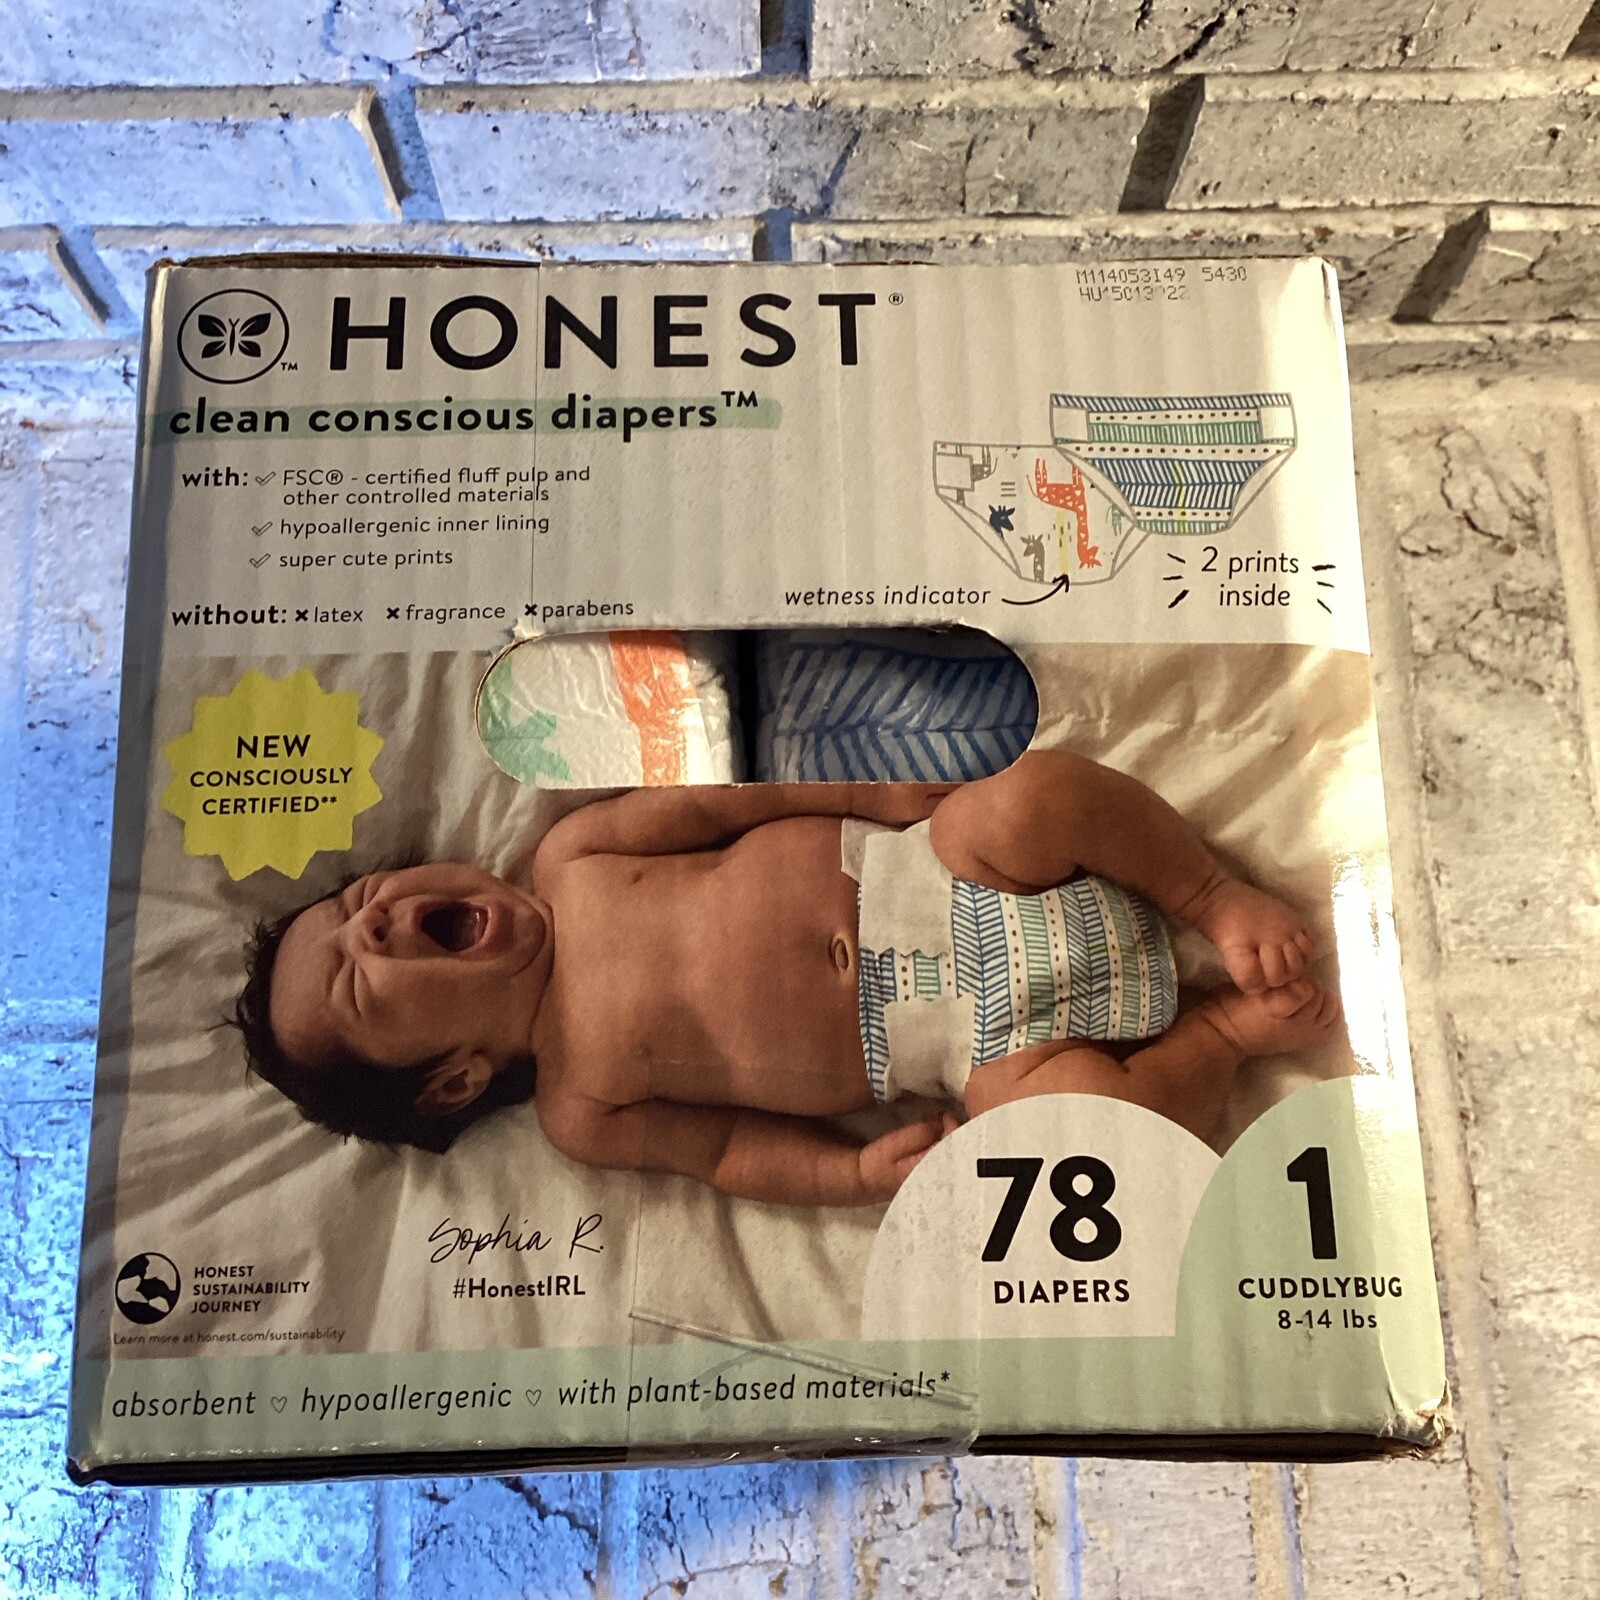 M114053I49 5430
HONEST®
™
clean conscious diapers™
with: ✓ FSC® - certified fluff pulp and
other controlled materials
✓ hypoallergenic inner lining
✓ super cute prints
without: × latex × fragrance × parabens
wetness indicator
2 prints
inside
NEW
CONSCIOUSLY
CERTIFIED**
Sophia R.
#HonestIRL
HONEST
SUSTAINABILITY
JOURNEY
Learn more at honest.com/sustainability
78
DIAPERS
1
CUDDLYBUG
8-14 lbs
absorbent ♡ hypoallergenic ♡ with plant-based materials*